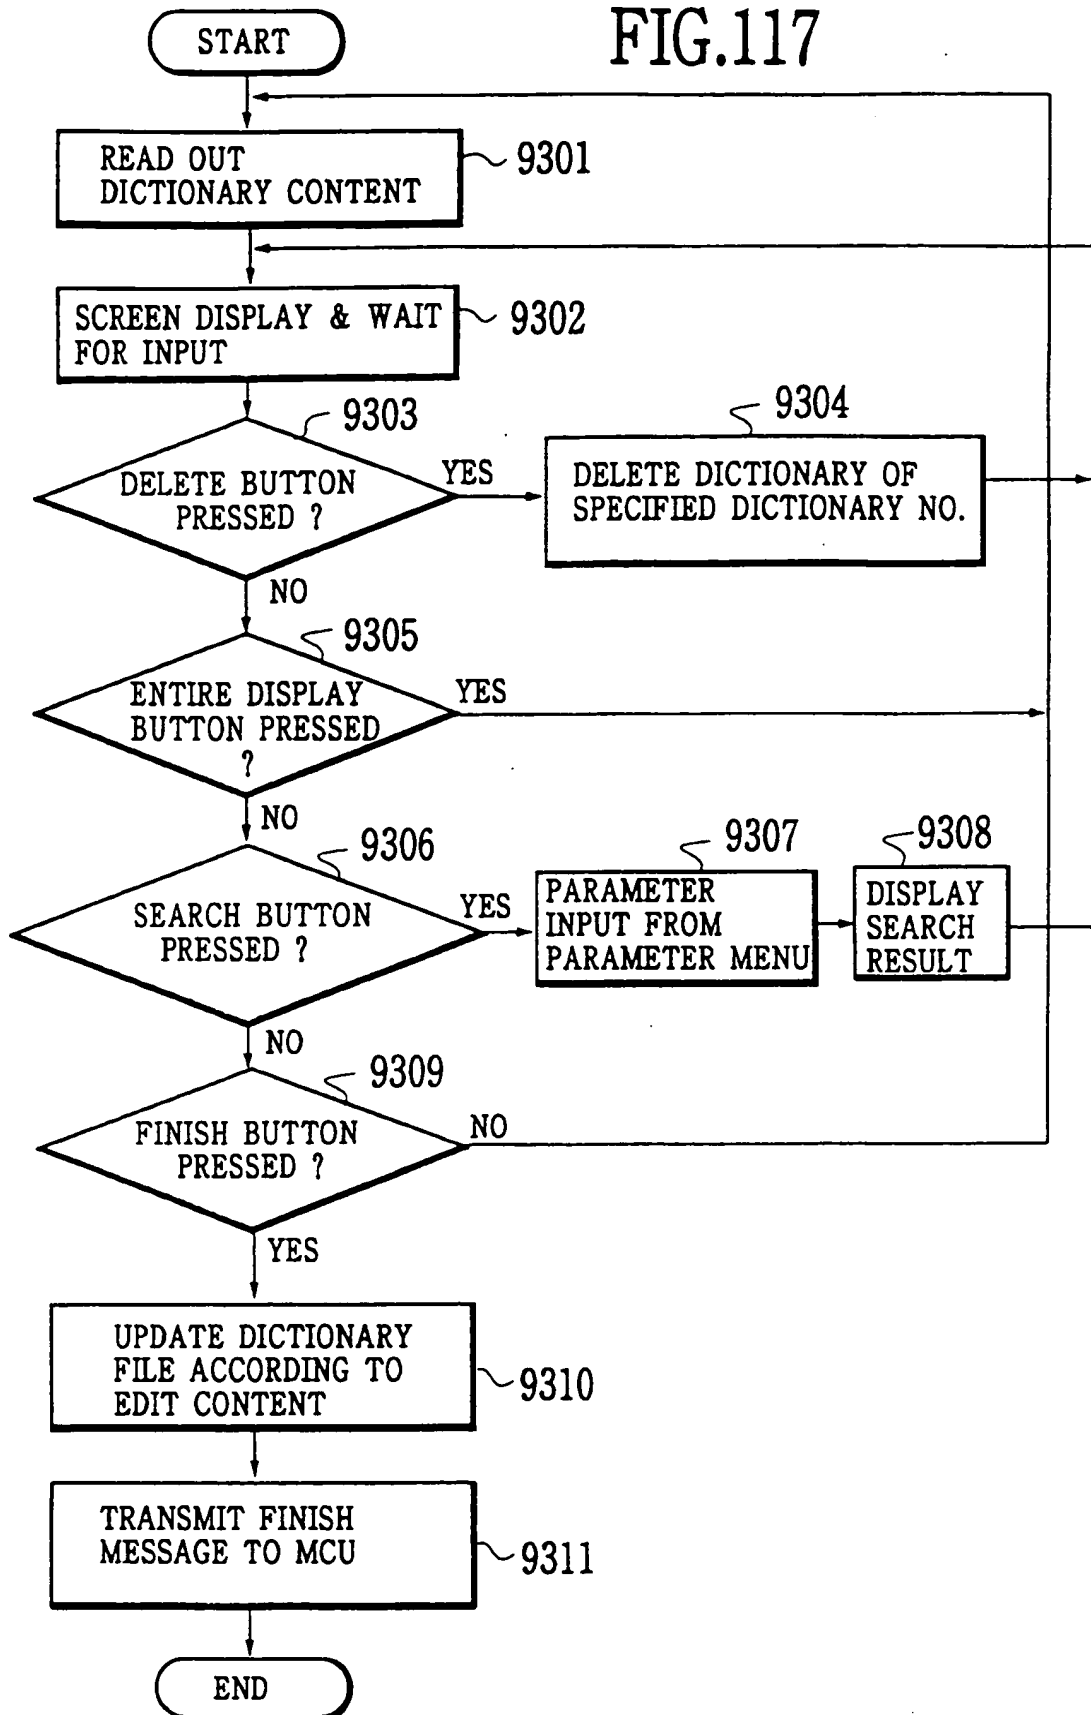 FIG.117
START
READ OUT
DICTIONARY CONTENT
9301
SCREEN DISPLAY & WAIT
FOR INPUT
9302
9303
DELETE BUTTON
PRESSED ?
YES
9304
DELETE DICTIONARY OF
SPECIFIED DICTIONARY NO.
NO
9305
ENTIRE DISPLAY
BUTTON PRESSED
?
YES
NO
9306
SEARCH BUTTON
PRESSED ?
YES
9307
PARAMETER
INPUT FROM
PARAMETER MENU
9308
DISPLAY
SEARCH
RESULT
NO
9309
FINISH BUTTON
PRESSED ?
NO
YES
UPDATE DICTIONARY
FILE ACCORDING TO
EDIT CONTENT
9310
TRANSMIT FINISH
MESSAGE TO MCU
9311
END